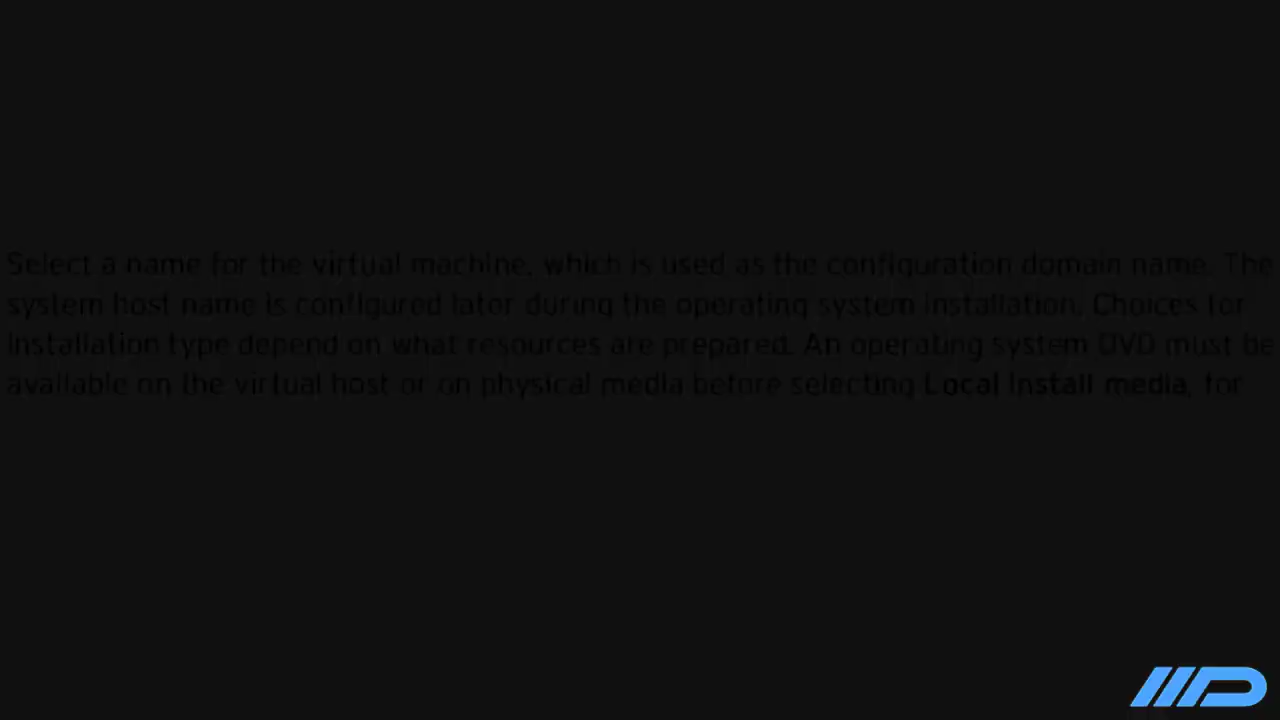 Select a name for the virtual machine, which is used as the configuration domain name. The
system host name is configured later during the operating system installation. Choices for
installation type depend on what resources are prepared. An operating system DVD must be
available on the virtual host or on physical media before selecting Local Install media, for